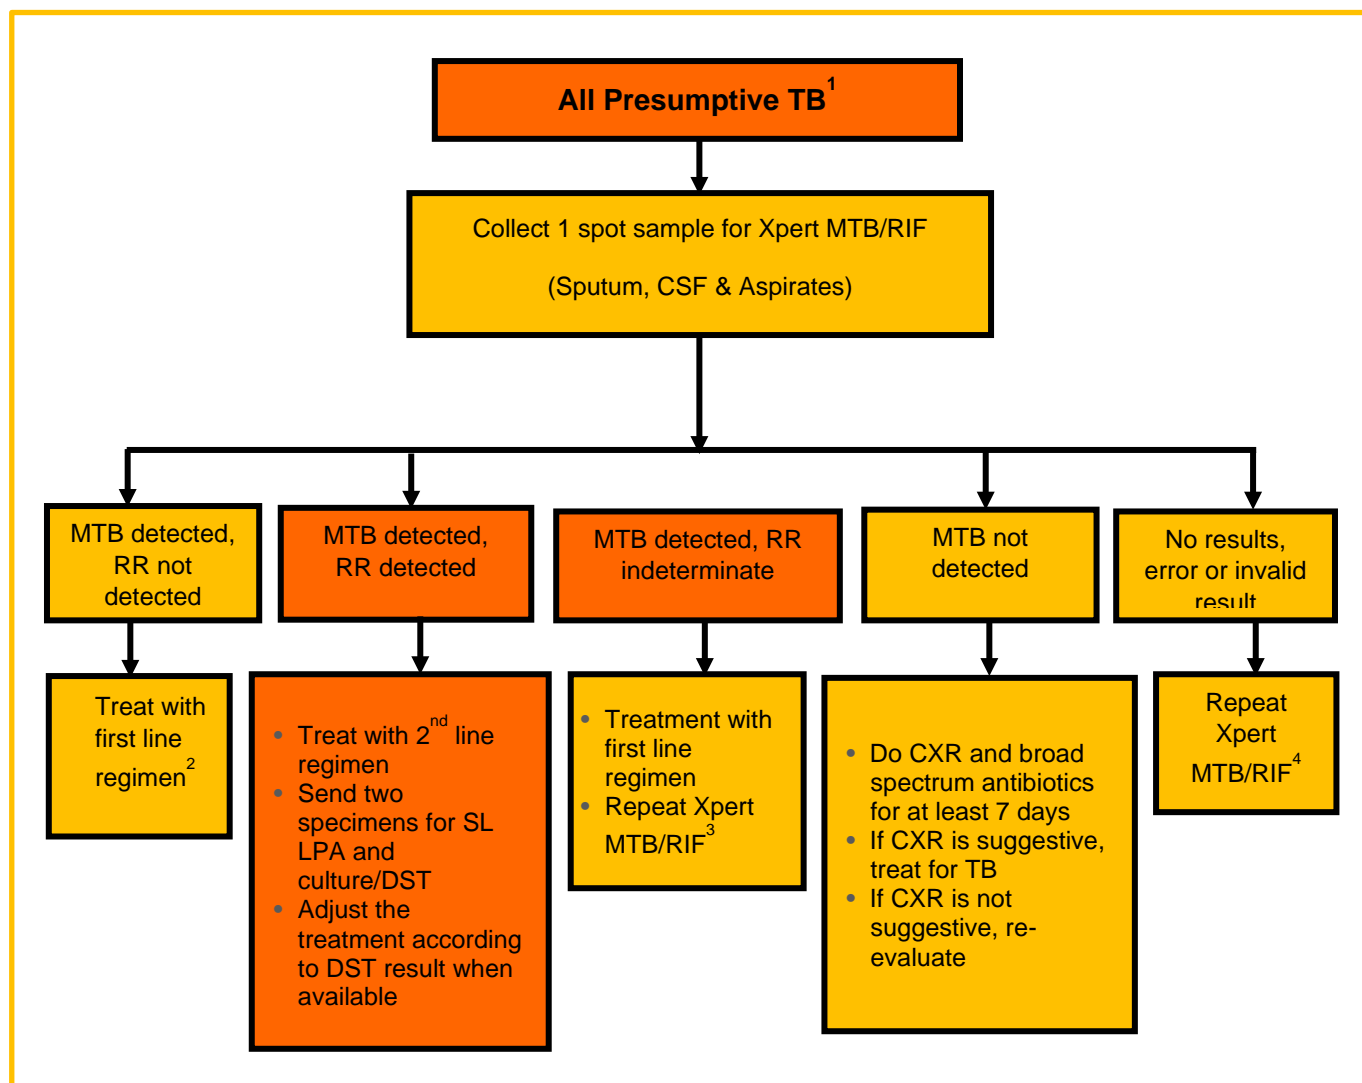 All Presumptive TB1
Collect 1 spot sample for Xpert MTB/RIF
(Sputum, CSF & Aspirates)
MTB detected,
RR not
detected
MTB detected,
RR detected
MTB detected, RR
indeterminate
MTB not
detected
No results,
error or invalid
result
Treat with
first line
regimen2
• Treat with 2nd line
regimen
• Send two
specimens for SL
LPA and
culture/DST
• Adjust the
treatment according
to DST result when
available
• Treatment with
first line
regimen
• Repeat Xpert
MTB/RIF3
• Do CXR and broad
spectrum antibiotics
for at least 7 days
• If CXR is suggestive,
treat for TB
• If CXR is not
suggestive, re-
evaluate
Repeat
Xpert
MTB/RIF4